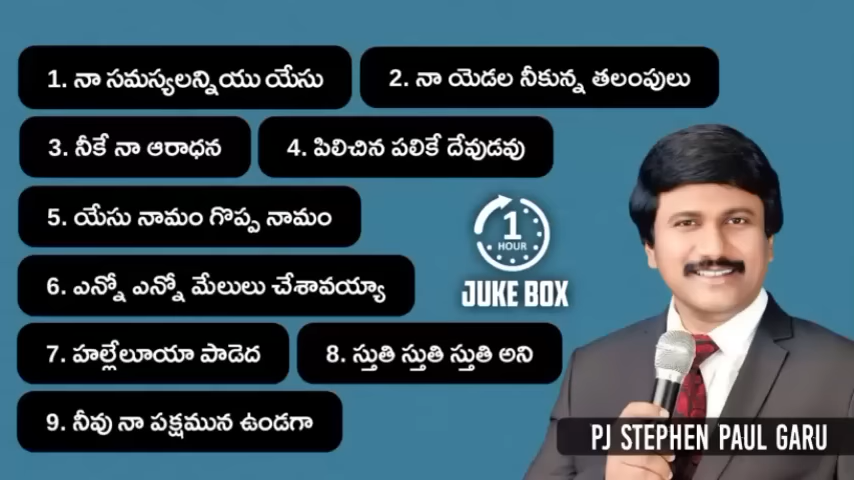 1. నా సమస్యలన్నియు యేసు
2. నా యెడల నీకున్న తలంపులు
3. నీకే నా ఆరాధన
4. పిలిచిన పలికే దేవుడవు
5. యేసు నామం గొప్ప నామం
6. ఎన్నో ఎన్నో మేలులు చేశావయ్యా
7. హల్లేలూయా పాడెద
8. స్తుతి స్తుతి స్తుతి అని
9. నీవు నా పక్షమున ఉండగా
1
HOUR
JUKE BOX
PJ STEPHEN PAUL GARU